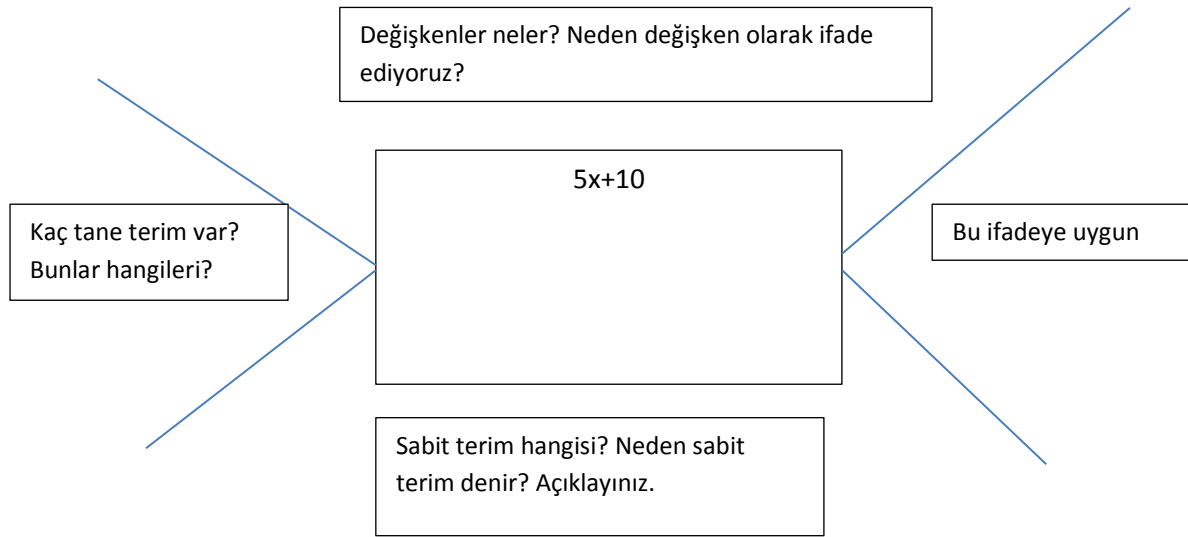 Değişkenler neler? Neden değişken olarak ifade
ediyoruz?
5x+10
Kaç tane terim var?
Bunlar hangileri?
Bu ifadeye uygun
Sabit terim hangisi? Neden sabit
terim denir? Açıklayınız.